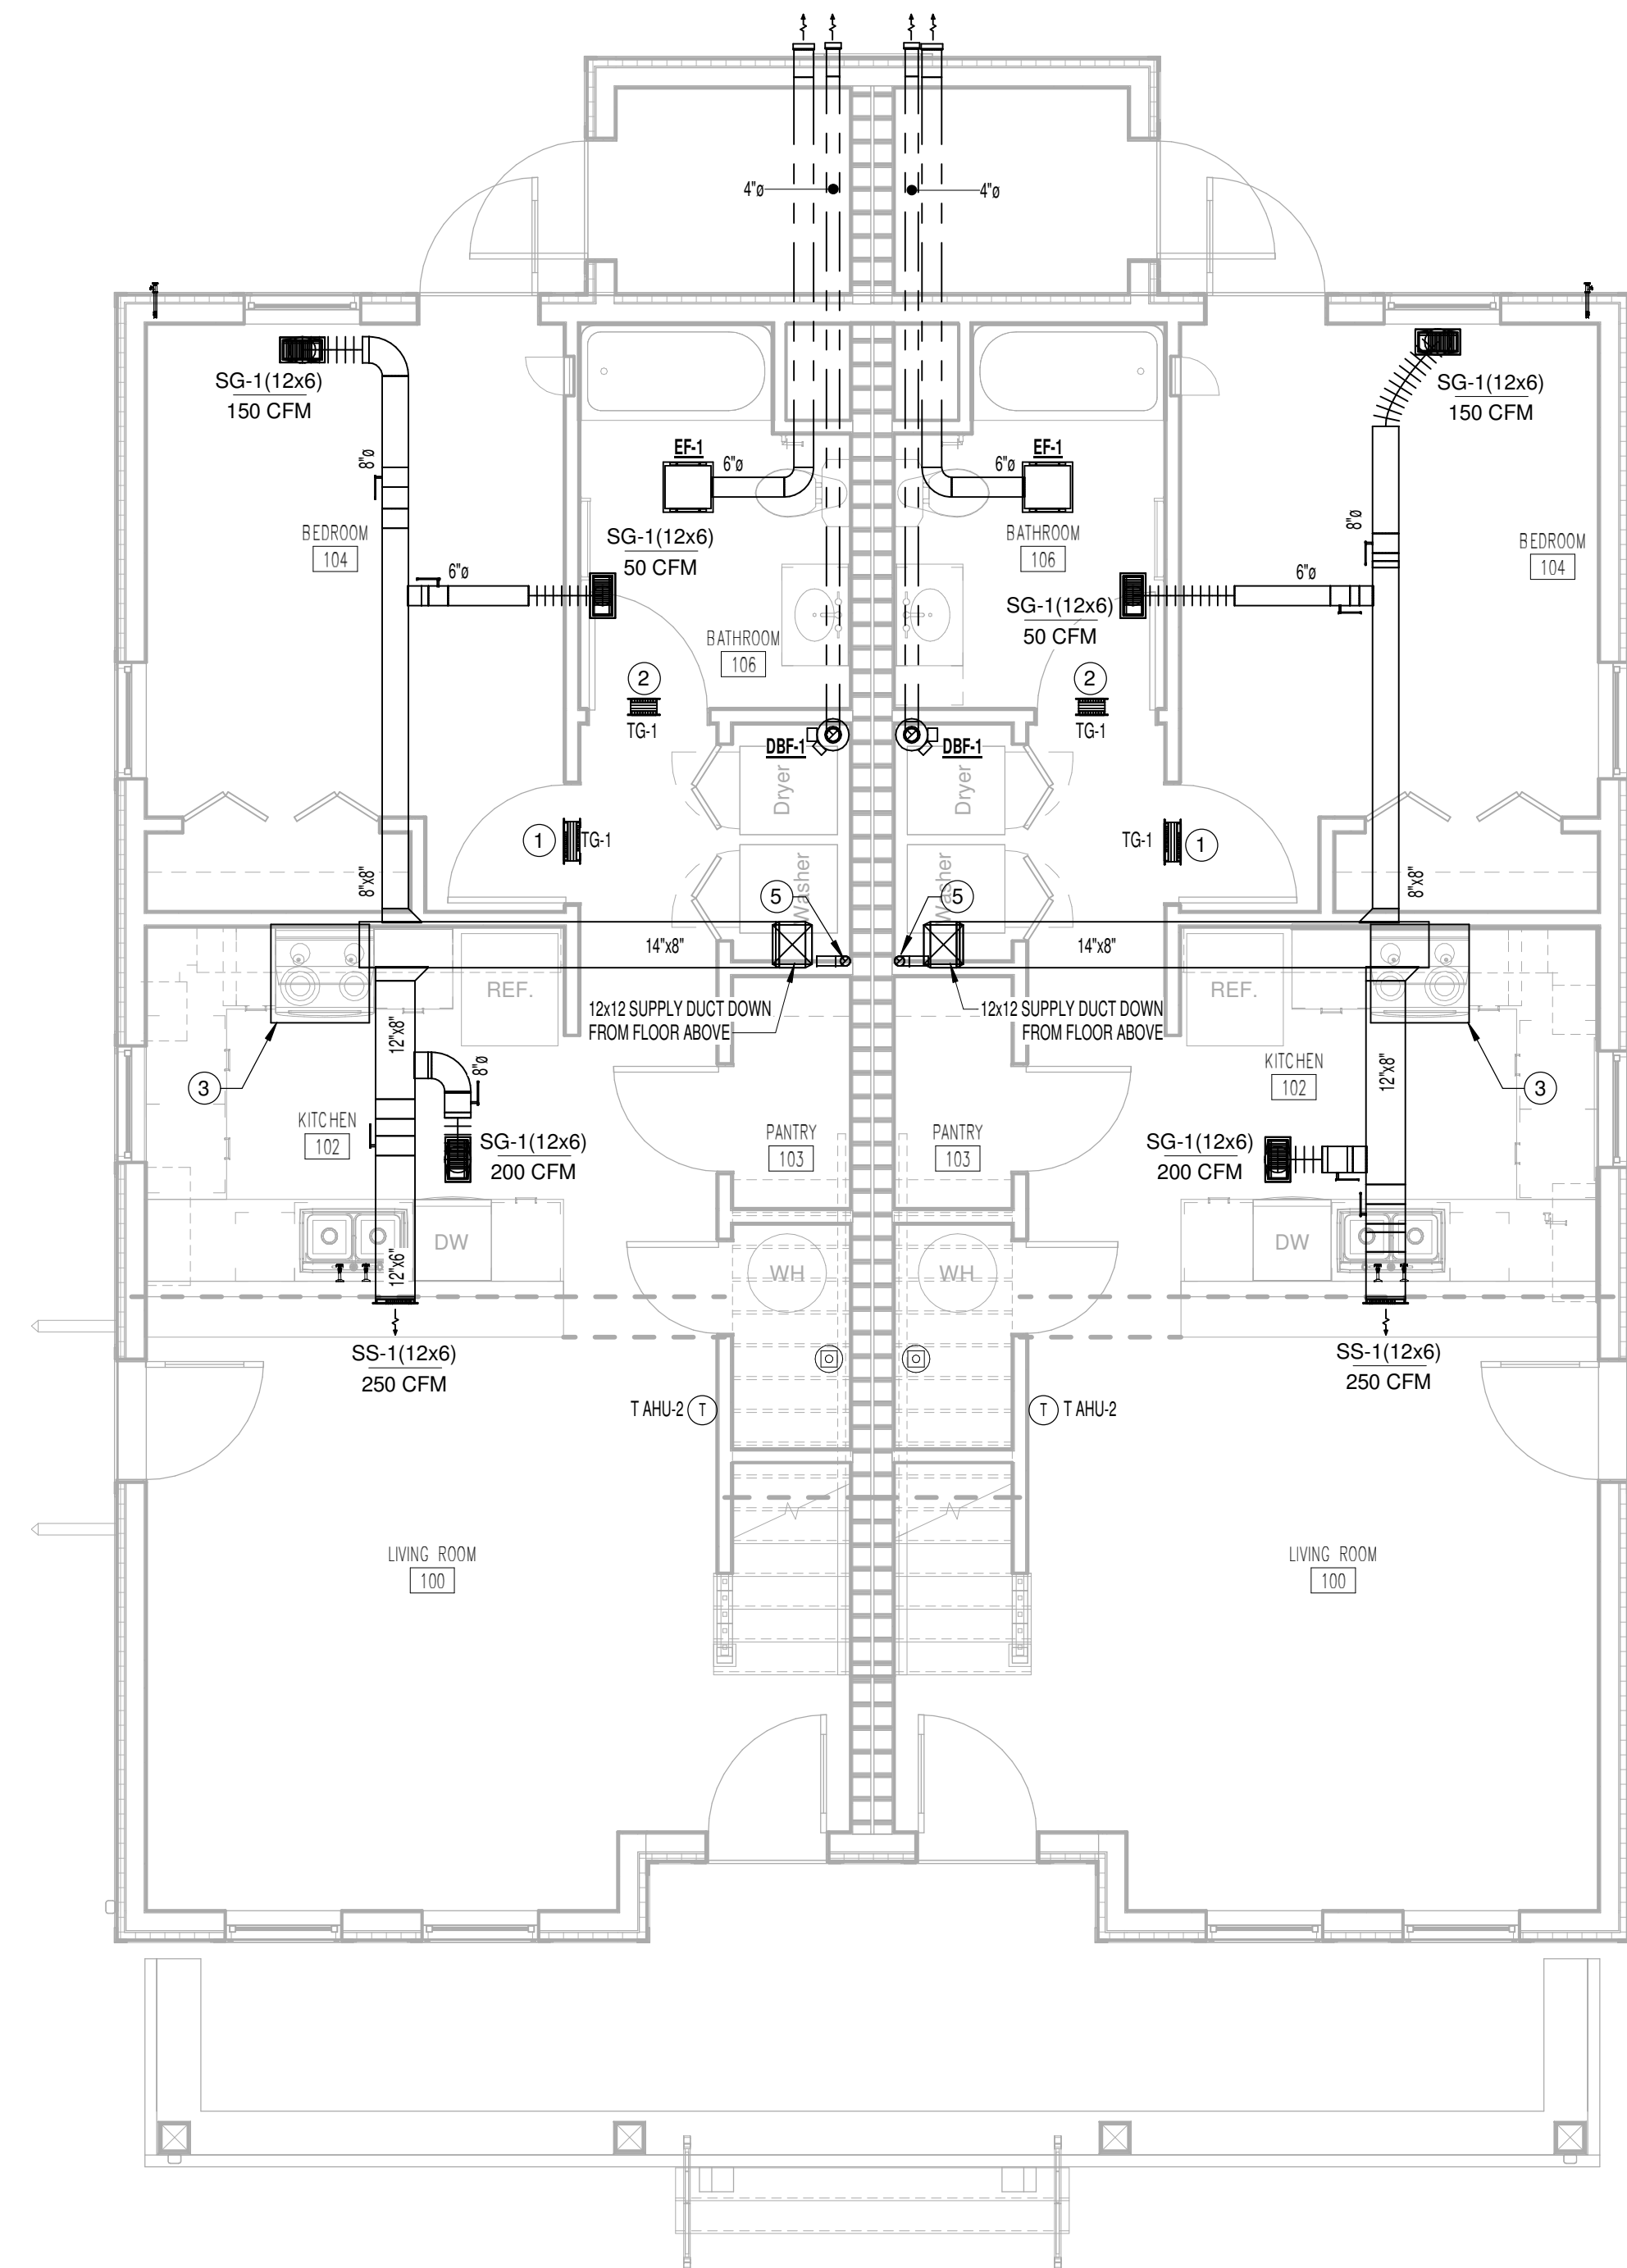 4"ø
4"ø
SG-1(12x6)
150 CFM
SG-1(12x6)
150 CFM
8"ø
EF-1
6"ø
6"ø
EF-1
8"ø
BEDROOM
104
SG-1(12x6)
50 CFM
BATHROOM
106
BEDROOM
104
6"ø
6"ø
SG-1(12x6)
50 CFM
BATHROOM
106
2
TG-1
2
TG-1
DBF-1
DBF-1
Dryer
Dryer
1
TG-1
TG-1
1
8"x8"
Washer
5
5
Washer
8"x8"
14"x8"
14"x8"
REF.
REF.
12x12 SUPPLY DUCT DOWN
FROM FLOOR ABOVE
12x12 SUPPLY DUCT DOWN
FROM FLOOR ABOVE
12"x8"
8"ø
12"x8"
3
3
KITCHEN
102
KITCHEN
102
SG-1(12x6)
200 CFM
PANTRY
103
PANTRY
103
SG-1(12x6)
200 CFM
DW
DW
12"x6"
WH
WH
SS-1(12x6)
250 CFM
SS-1(12x6)
250 CFM
T AHU-2
T
T
T AHU-2
LIVING ROOM
100
LIVING ROOM
100